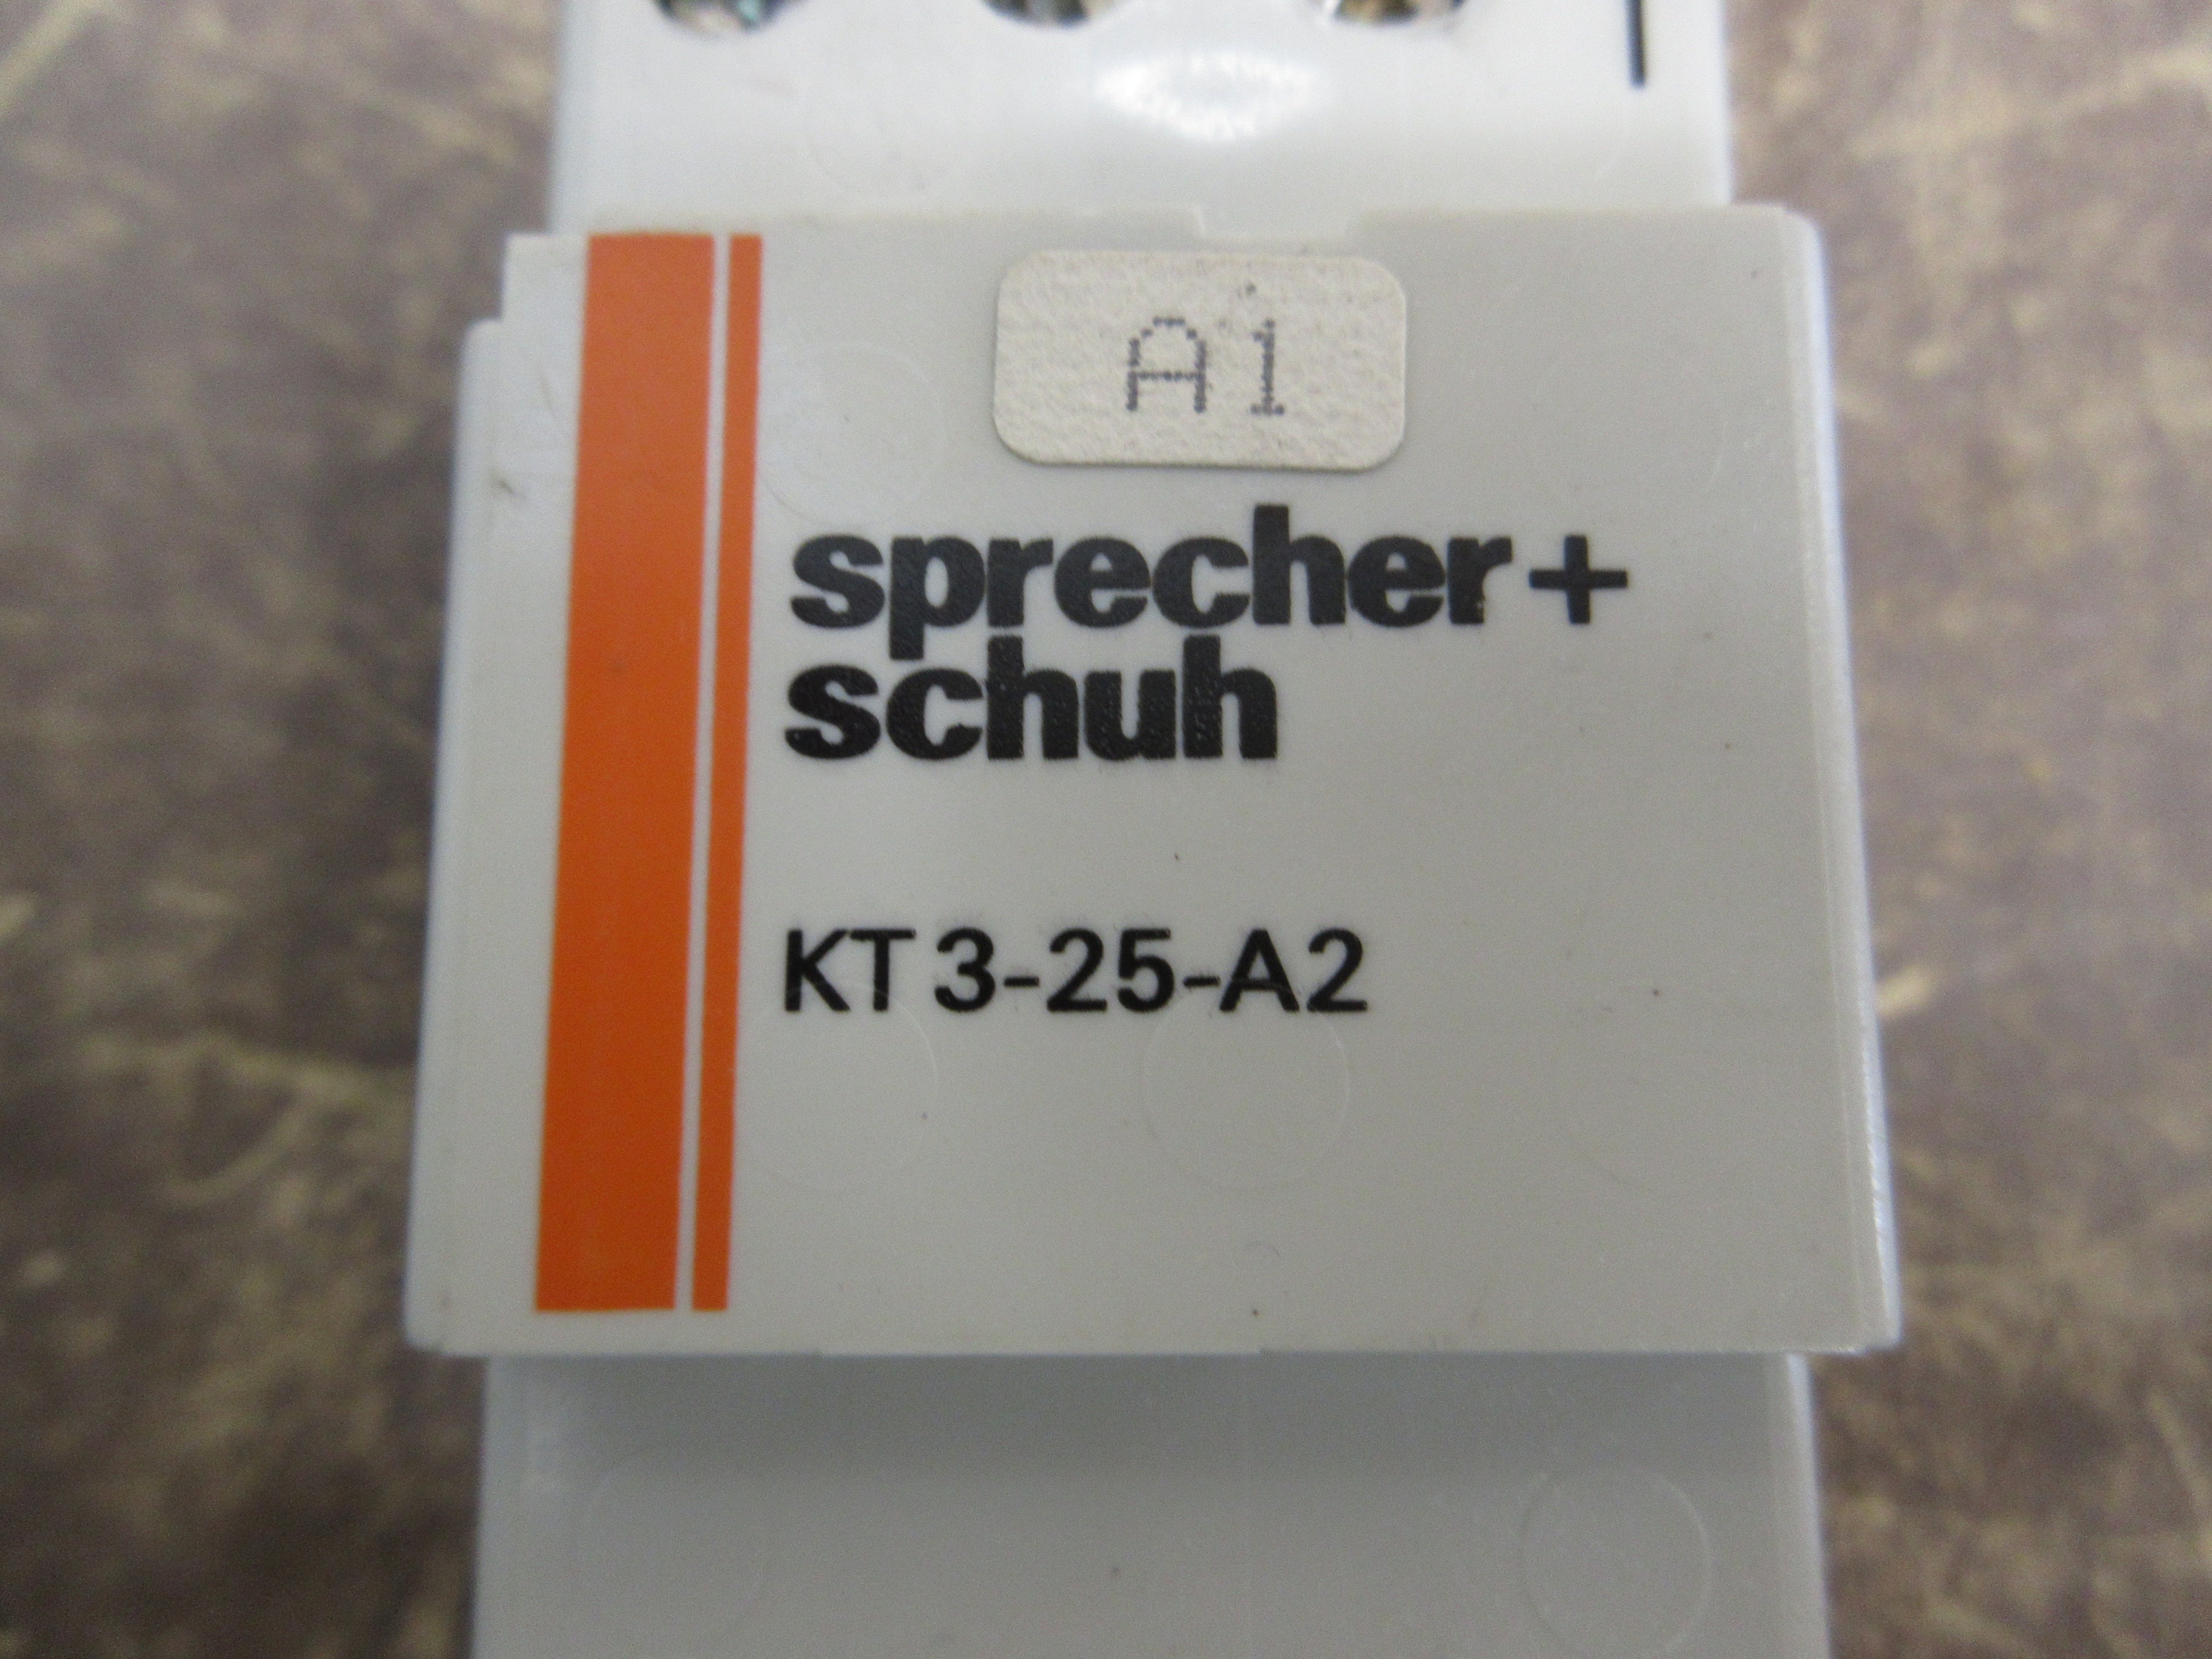 A1
sprecher+
schuh
KT 3-25-A2